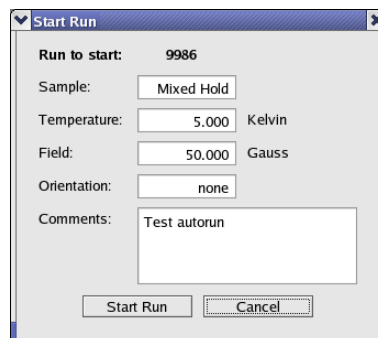 Start Run
Run to start: 9986
Sample: Mixed Hold
Temperature: 5.000 Kelvin
Field: 50.000 Gauss
Orientation: none
Comments: Test autorun
Start Run Cancel